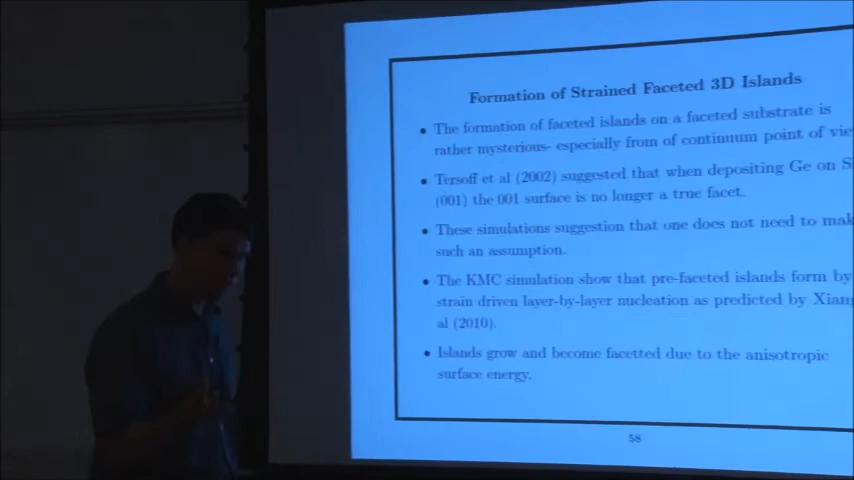 Formation of Strained Faceted 3D Islands
• The formation of faceted islands on a faceted substrate is
rather mysterious- especially from of continuum point of
• Tersoff et al (2002) suggested that when depositing Ge on
(001) the 001 surface is no longer a true facet.
• These simulations suggestion that one does not need to
such an assumption.
• The KMC simulation show that pre-faceted islands form by
strain driven layer-by-layer nucleation as predicted by
al (2010).
• Islands grow and become facetted due to the anisotropic
surface energy.
58